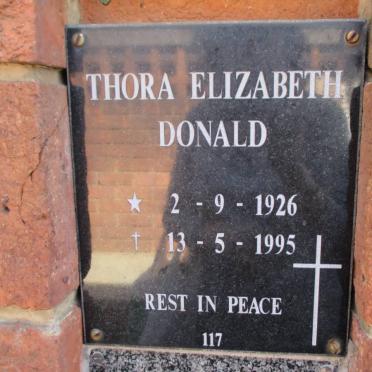 THORA ELIZABETH
DONALD
2 - 9 - 1926
13 - 5 - 1995
REST IN PEACE
117